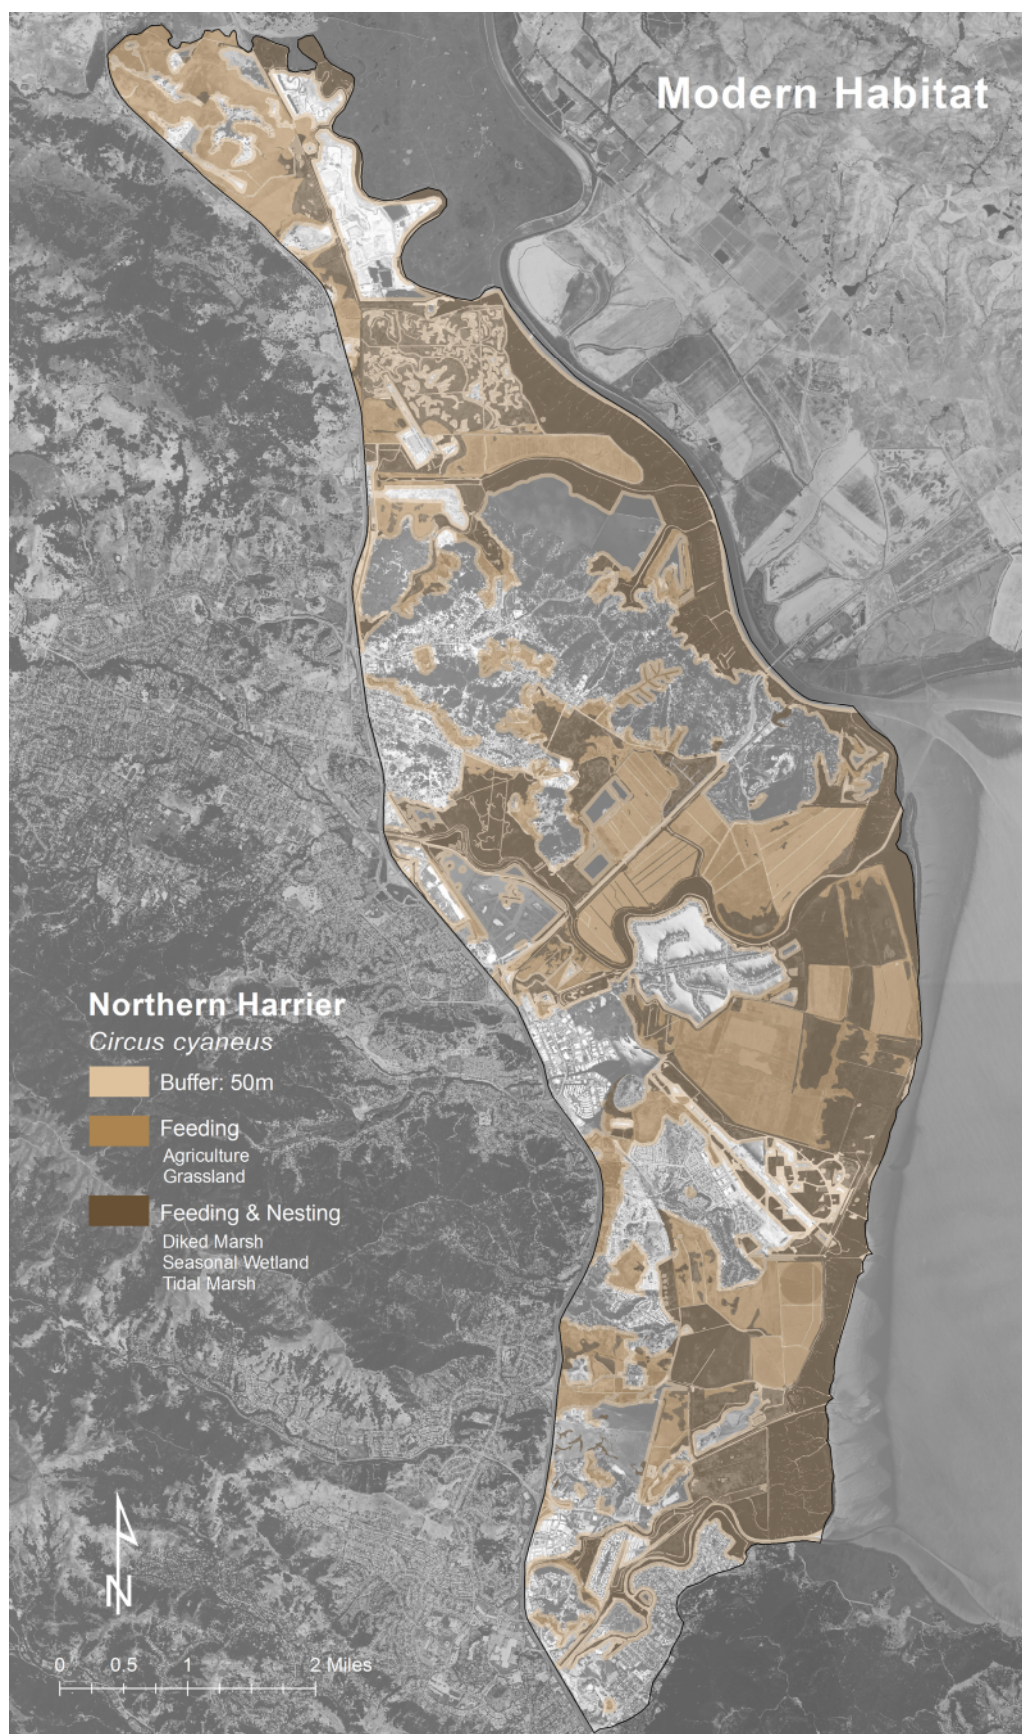 Modern Habitat
Northern Harrier
Circus cyaneus
Buffer: 50m
Feeding
Agriculture
Grassland
Feeding & Nesting
Diked Marsh
Seasonal Wetland
Tidal Marsh
N
0 0.5 1 2 Miles